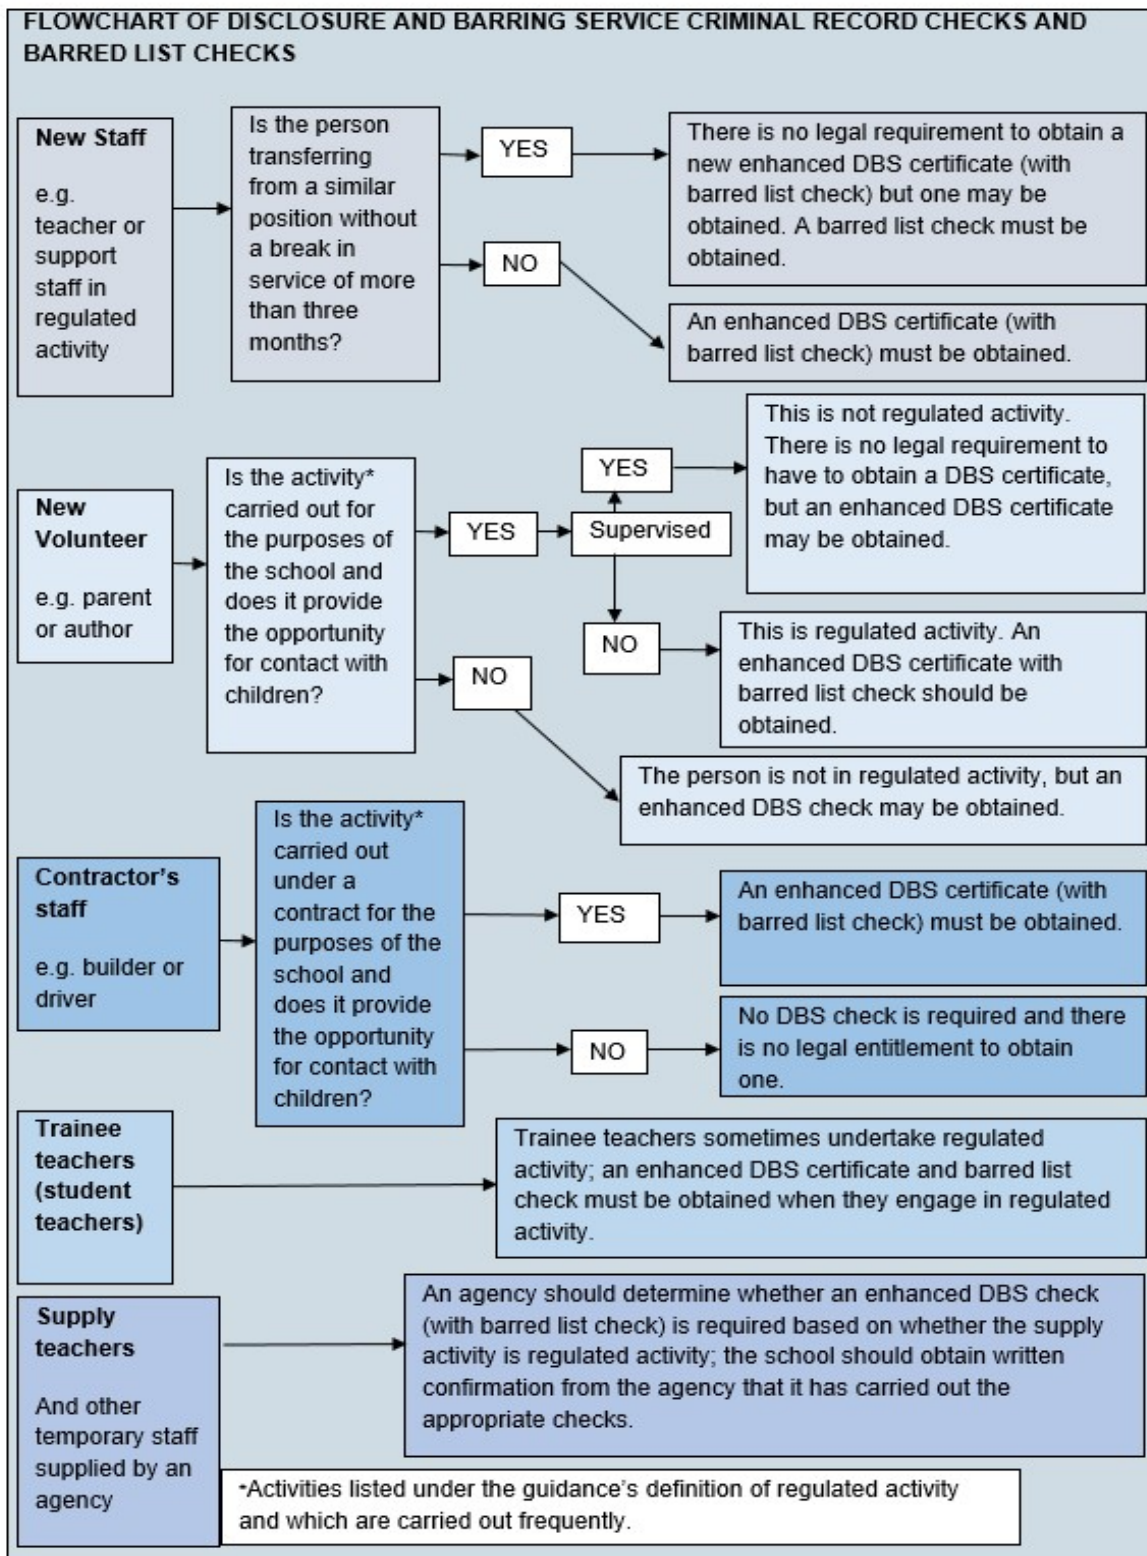 FLOWCHART OF DISCLOSURE AND BARRING SERVICE CRIMINAL RECORD CHECKS AND
BARRED LIST CHECKS
New Staff
e.g.
teacher or
support
staff in
regulated
activity
Is the person
transferring
from a similar
position without
a break in
service of more
than three
months?
YES
There is no legal requirement to obtain a
new enhanced DBS certificate (with
barred list check) but one may be
obtained. A barred list check must be
obtained.
NO
An enhanced DBS certificate (with
barred list check) must be obtained.
New
Volunteer
e.g. parent
or author
Is the activity*
carried out for
the purposes of
the school and
does it provide
the opportunity
for contact with
children?
YES
Supervised
YES
This is not regulated activity.
There is no legal requirement to
have to obtain a DBS certificate,
but an enhanced DBS certificate
may be obtained.
NO
This is regulated activity. An
enhanced DBS certificate with
barred list check should be
obtained.
NO
The person is not in regulated activity, but an
enhanced DBS check may be obtained.
Contractor's
staff
e.g. builder or
driver
Is the activity*
carried out
under a
contract for the
purposes of the
school and
does it provide
the opportunity
for contact with
children?
YES
An enhanced DBS certificate (with
barred list check) must be obtained.
NO
No DBS check is required and there
is no legal entitlement to obtain
one.
Trainee
teachers
(student
teachers)
Trainee teachers sometimes undertake regulated
activity; an enhanced DBS certificate and barred list
check must be obtained when they engage in regulated
activity.
Supply
teachers
And other
temporary staff
supplied by an
agency
An agency should determine whether an enhanced DBS check
(with barred list check) is required based on whether the supply
activity is regulated activity; the school should obtain written
confirmation from the agency that it has carried out the
appropriate checks.
*Activities listed under the guidance's definition of regulated activity
and which are carried out frequently.